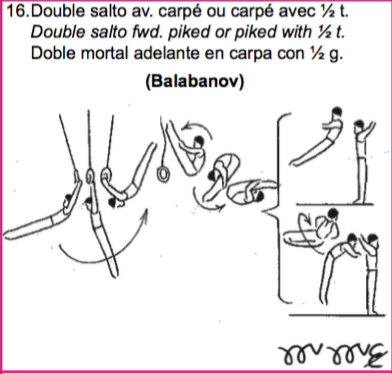 16.Double salto av. carpé ou carpé avec ½ t.
Double salto fwd. piked or piked with ½ t.
Doble mortal adelante en carpa con ½ g.
(Balabanov)